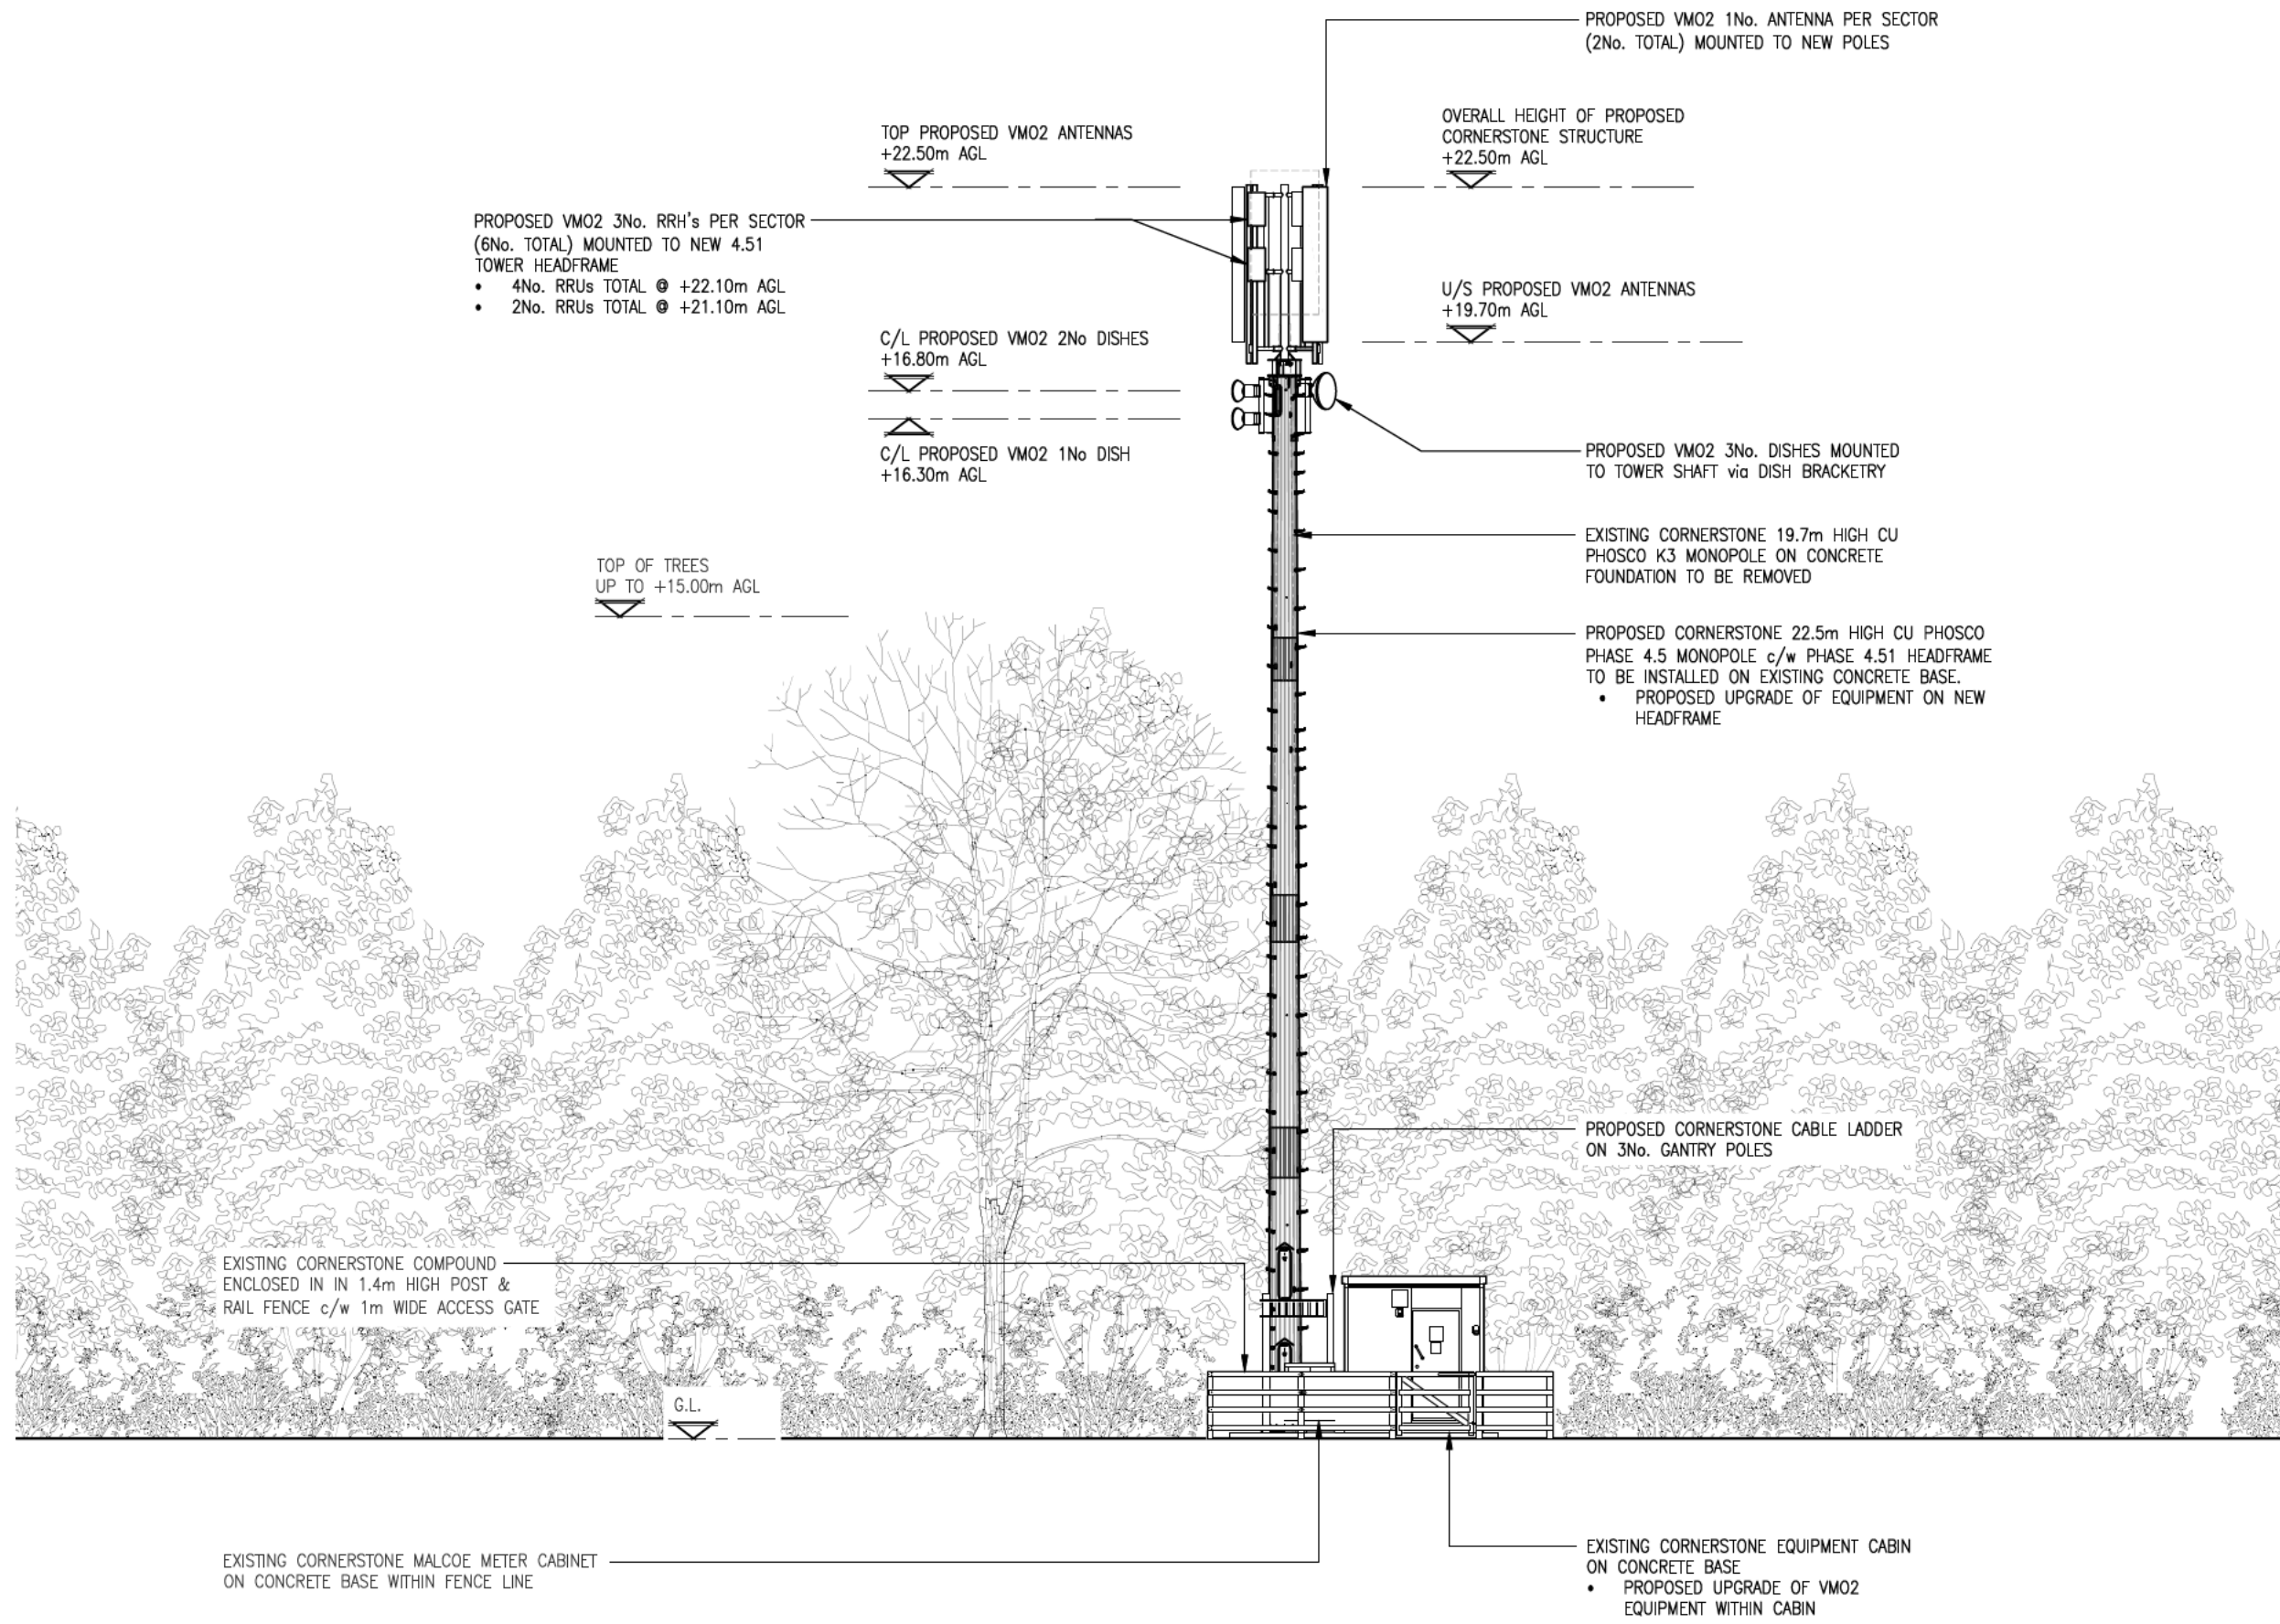 PROPOSED VMO2 1No. ANTENNA PER SECTOR
(2No. TOTAL) MOUNTED TO NEW POLES
TOP PROPOSED VMO2 ANTENNAS
+22.50m AGL
OVERALL HEIGHT OF PROPOSED
CORNERSTONE STRUCTURE
+22.50m AGL
PROPOSED VMO2 3No. RRH's PER SECTOR
(6No. TOTAL) MOUNTED TO NEW 4.51
TOWER HEADFRAME
• 4No. RRUs TOTAL @ +22.10m AGL
• 2No. RRUs TOTAL @ +21.10m AGL
U/S PROPOSED VMO2 ANTENNAS
+19.70m AGL
C/L PROPOSED VMO2 2No DISHES
+16.80m AGL
C/L PROPOSED VMO2 1No DISH
+16.30m AGL
PROPOSED VMO2 3No. DISHES MOUNTED
TO TOWER SHAFT via DISH BRACKETRY
EXISTING CORNERSTONE 19.7m HIGH CU
PHOSCO K3 MONOPOLE ON CONCRETE
FOUNDATION TO BE REMOVED
TOP OF TREES
UP TO +15.00m AGL
PROPOSED CORNERSTONE 22.5m HIGH CU PHOSCO
PHASE 4.5 MONOPOLE c/w PHASE 4.51 HEADFRAME
TO BE INSTALLED ON EXISTING CONCRETE BASE.
• PROPOSED UPGRADE OF EQUIPMENT ON NEW
HEADFRAME
PROPOSED CORNERSTONE CABLE LADDER
ON 3No. GANTRY POLES
EXISTING CORNERSTONE COMPOUND
ENCLOSED IN IN 1.4m HIGH POST &
RAIL FENCE c/w 1m WIDE ACCESS GATE
G.L.
EXISTING CORNERSTONE MALCOE METER CABINET
ON CONCRETE BASE WITHIN FENCE LINE
EXISTING CORNERSTONE EQUIPMENT CABIN
ON CONCRETE BASE
• PROPOSED UPGRADE OF VMO2
EQUIPMENT WITHIN CABIN